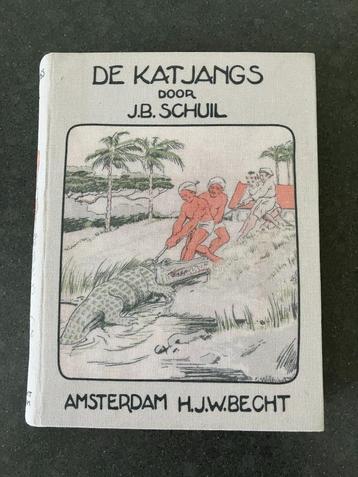 DE KATJANGS
DOOR
J.B. SCHUIL
AMSTERDAM H.J.W. BECHT